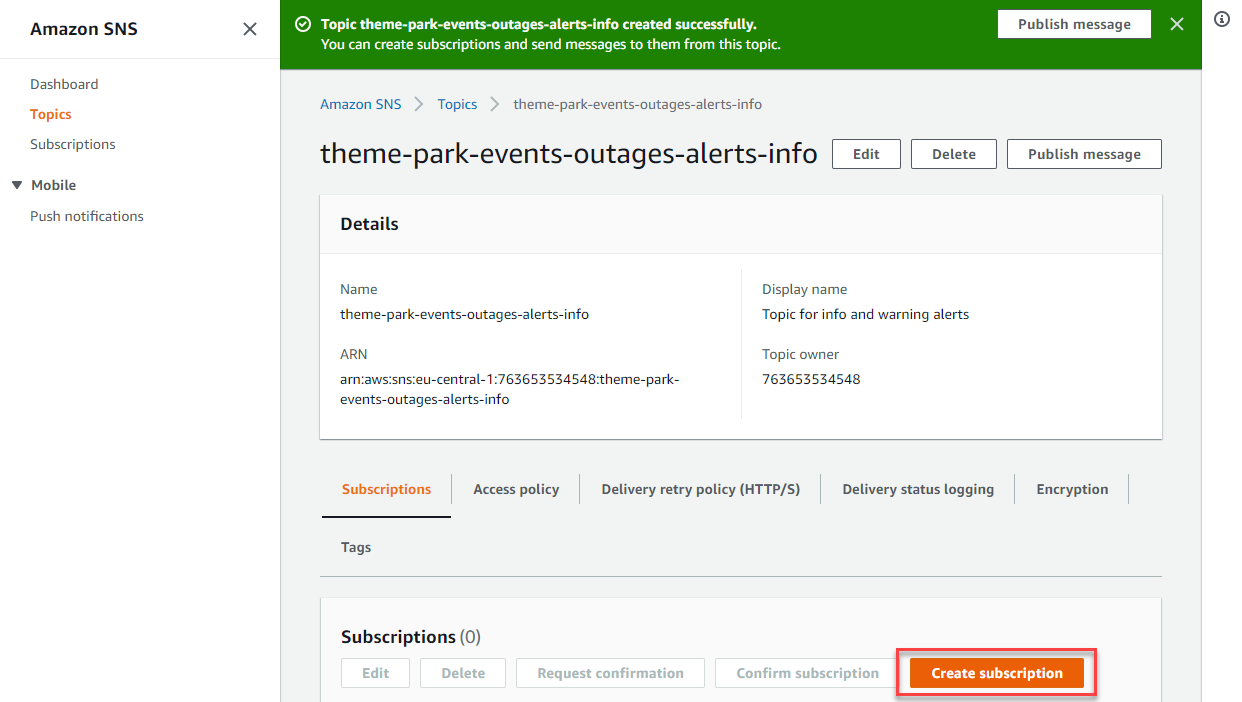 Amazon SNS
Dashboard
Topics
Subscriptions
Mobile
Push notifications
Topic theme-park-events-outages-alerts-info created successfully.
You can create subscriptions and send messages to them from this topic.
Publish message
Amazon SNS
Topics
theme-park-events-outages-alerts-info
theme-park-events-outages-alerts-info
Edit
Delete
Publish message
Details
Name
theme-park-events-outages-alerts-info
ARN
arn:aws:sns:eu-central-1:763653534548:theme-park-
events-outages-alerts-info
Display name
Topic for info and warning alerts
Topic owner
763653534548
Subscriptions
Access policy
Delivery retry policy (HTTP/S)
Delivery status logging
Encryption
Tags
Subscriptions (0)
Edit
Delete
Request confirmation
Confirm subscription
Create subscription